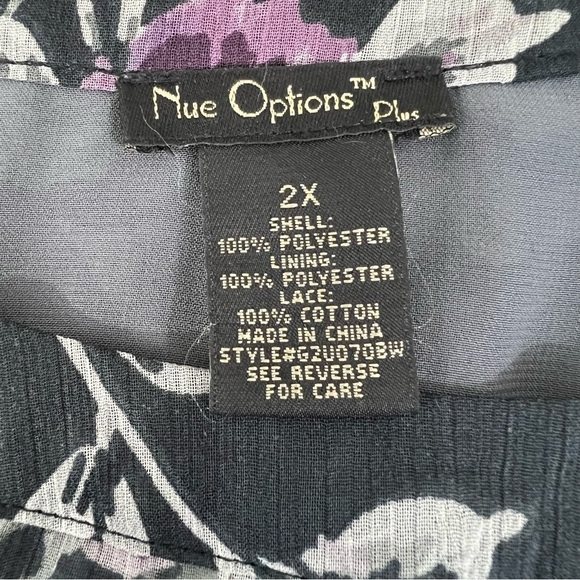 Nue Options™ Plus
2X
SHELL:
100% POLYESTER
LINING:
100% POLYESTER
LACE:
100% COTTON
MADE IN CHINA
STYLE#G2U070BW
SEE REVERSE
FOR CARE